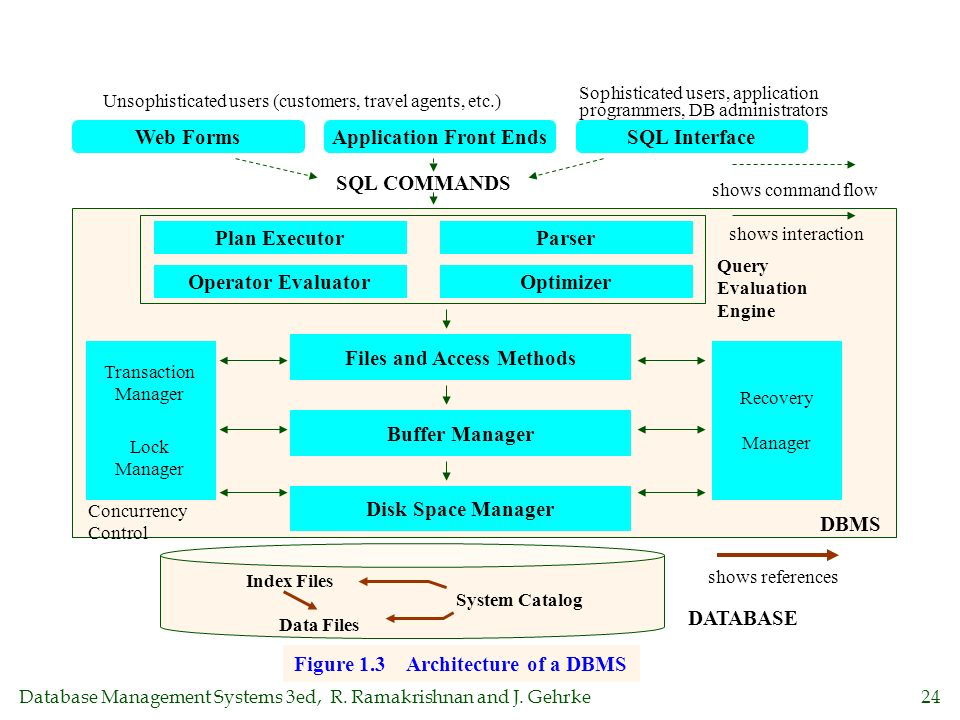 Unsophisticated users (customers, travel agents, etc.)
Sophisticated users, application
programmers, DB administrators
Web Forms
Application Front Ends
SQL Interface
SQL COMMANDS
shows command flow
shows interaction
Plan Executor
Parser
Operator Evaluator
Optimizer
Query
Evaluation
Engine
Files and Access Methods
Transaction
Manager
Lock
Manager
Recovery
Manager
Buffer Manager
Disk Space Manager
Concurrency
Control
DBMS
Index Files
System Catalog
Data Files
shows references
DATABASE
Figure 1.3 Architecture of a DBMS
Database Management Systems 3ed, R. Ramakrishnan and J. Gehrke 24